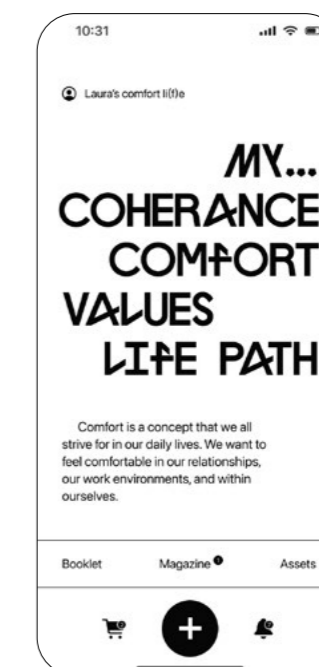 10:31
Laura's comfort li(f)e
MY...
COHERANCE
COMFORT
VALUES
LIFE PATH
Comfort is a concept that we all
strive for in our daily lives. We want to
feel comfortable in our relationships,
our work environments, and within
ourselves.
Booklet Magazine Assets